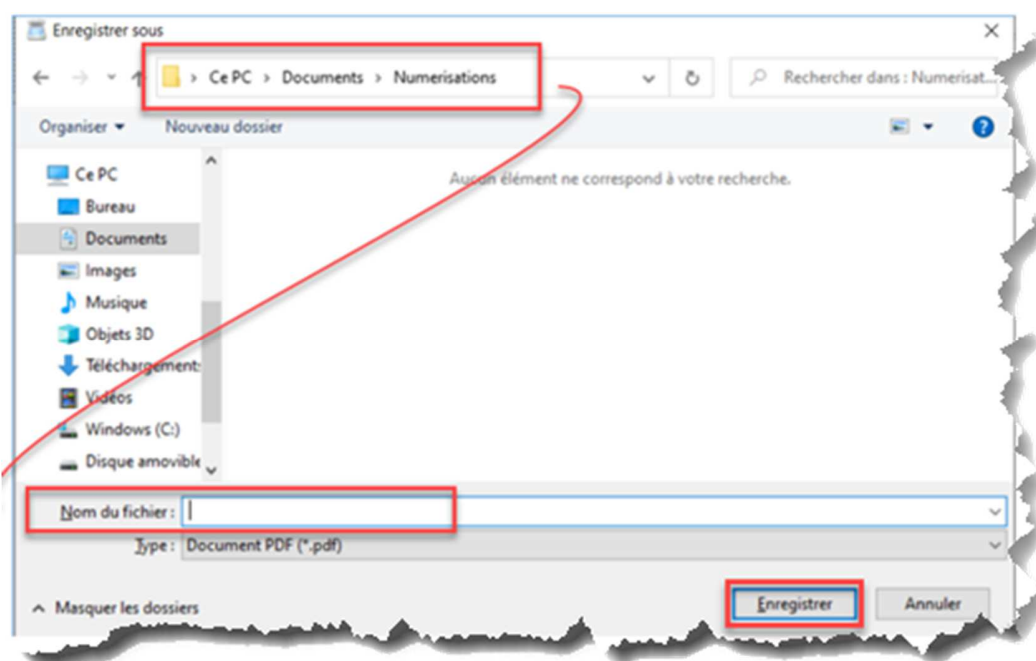 Enregistrer sous
Ce PC > Documents > Numerisations
Rechercher dans : Numerisat...
Organiser
Nouveau dossier
Ce PC
Bureau
Documents
Images
Musique
Objets 3D
Téléchargement
Vidéos
Windows (C:)
Disque amovible
Aucun élément ne correspond à votre recherche.
Nom du fichier :
Type : Document PDF (*.pdf)
Masquer les dossiers
Enregistrer
Annuler